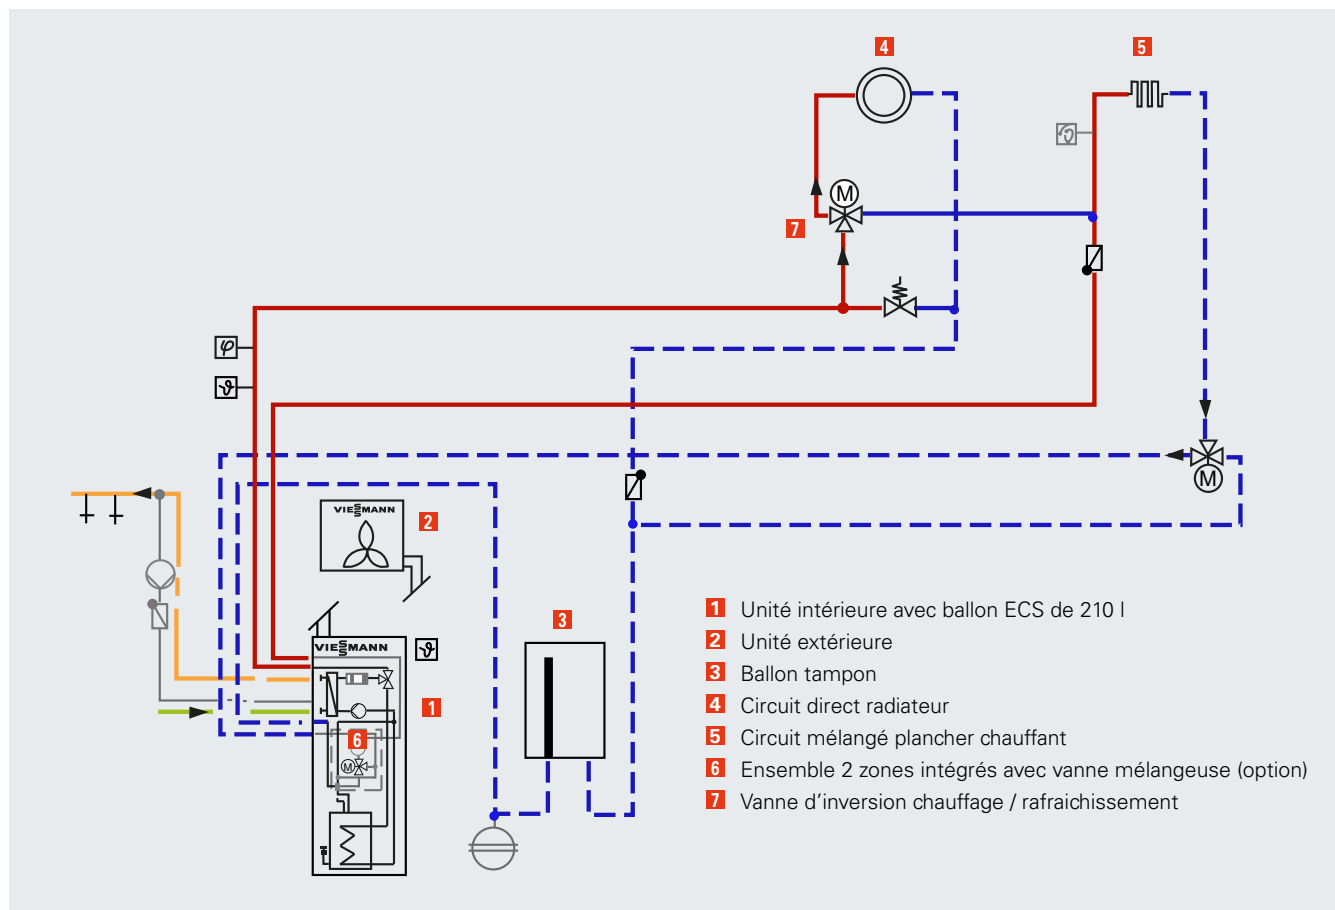 4
5
M
7
φ
ϑ
M
VIESSMANN
2
3
VIESSMANN
ϑ
1
6
M
1 Unité intérieure avec ballon ECS de 210 l
2 Unité extérieure
3 Ballon tampon
4 Circuit direct radiateur
5 Circuit mélangé plancher chauffant
6 Ensemble 2 zones intégrés avec vanne mélangeuse (option)
7 Vanne d’inversion chauffage / rafraichissement